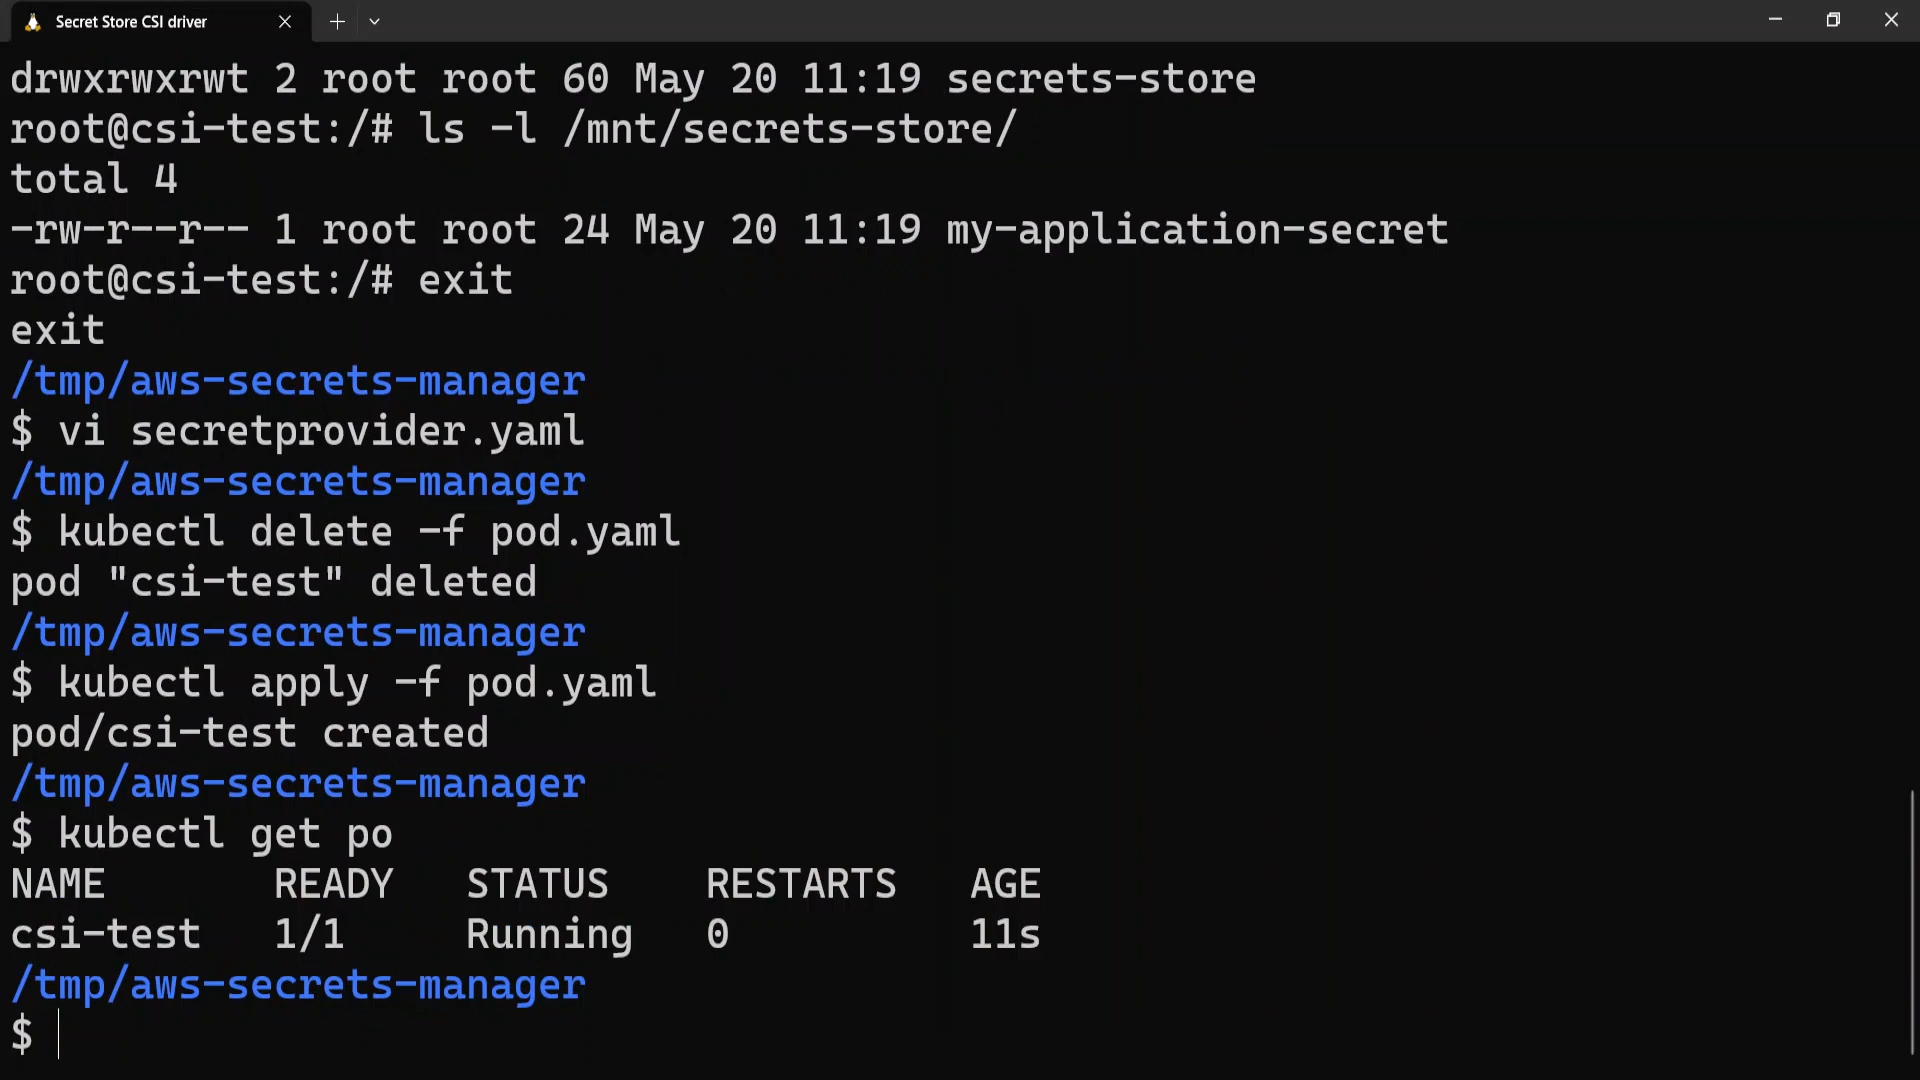 Secret Store CSI driver
drwxrwxrwt 2 root root 60 May 20 11:19 secrets-store
root@csi-test:/# ls -l /mnt/secrets-store/
total 4
-rw-r--r-- 1 root root 24 May 20 11:19 my-application-secret
root@csi-test:/# exit
exit
/tmp/aws-secrets-manager
$ vi secretprovider.yaml
/tmp/aws-secrets-manager
$ kubectl delete -f pod.yaml
pod "csi-test" deleted
/tmp/aws-secrets-manager
$ kubectl apply -f pod.yaml
pod/csi-test created
/tmp/aws-secrets-manager
$ kubectl get po
NAME READY STATUS RESTARTS AGE
csi-test 1/1 Running 0 11s
/tmp/aws-secrets-manager
$